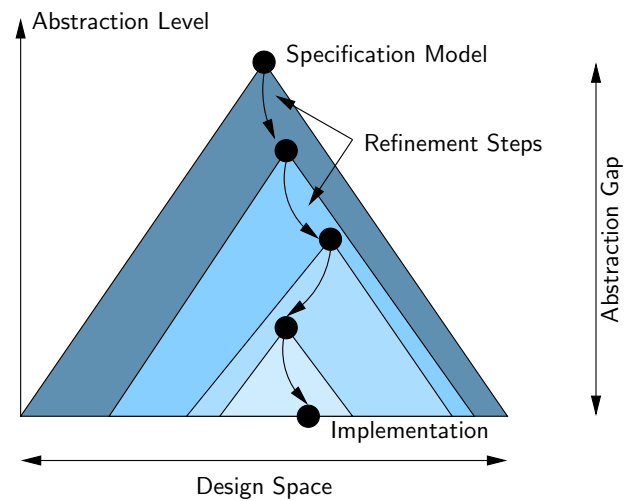 Abstraction Level
Specification Model
Refinement Steps
Abstraction Gap
Implementation
Design Space